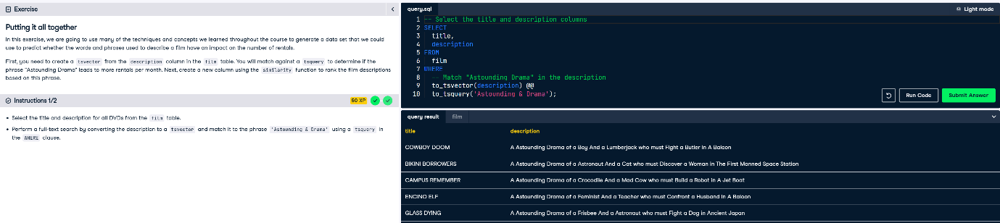 Exercise
Putting it all together
In this exercise, we are going to use many of the techniques and concepts we learned throughout the course to generate a data set that we could
use to predict whether the words and phrases used to describe a film have an impact on the number of rentals.
First, you need to create a tsvector from the description column in the film table. You will match against a tsquery to determine if the
phrase "Astounding Drama" leads to more rentals per month. Next, create a new column using the similarity function to rank the film descriptions
based on this phrase.
Instructions 1/2
50 XP
• Select the title and description for all DVDs from the film table.
• Perform a full-text search by converting the description to a tsvector and match it to the phrase 'Astounding & Drama' using a tsquery in
the WHERE clause.
query.sql
Light mode
1 -- Select the title and description columns
2 SELECT
3 title,
4 description
5 FROM
6 film
7 WHERE
8 -- Match "Astounding Drama" in the description
9 to_tsvector(description) @@
10 to_tsquery('Astounding & Drama');
Run Code
Submit Answer
query result
film
title description
COWBOY DOOM A Astounding Drama of a Boy And a Lumberjack who must Fight a Butler in A Baloon
BIKINI BORROWERS A Astounding Drama of a Astronaut And a Cat who must Discover a Woman in The First Manned Space Station
CAMPUS REMEMBER A Astounding Drama of a Crocodile And a Mad Cow who must Build a Robot in A Jet Boat
ENCINO ELF A Astounding Drama of a Feminist And a Teacher who must Confront a Husband in A Baloon
GLASS DYING A Astounding Drama of a Frisbee And a Astronaut who must Fight a Dog in Ancient Japan